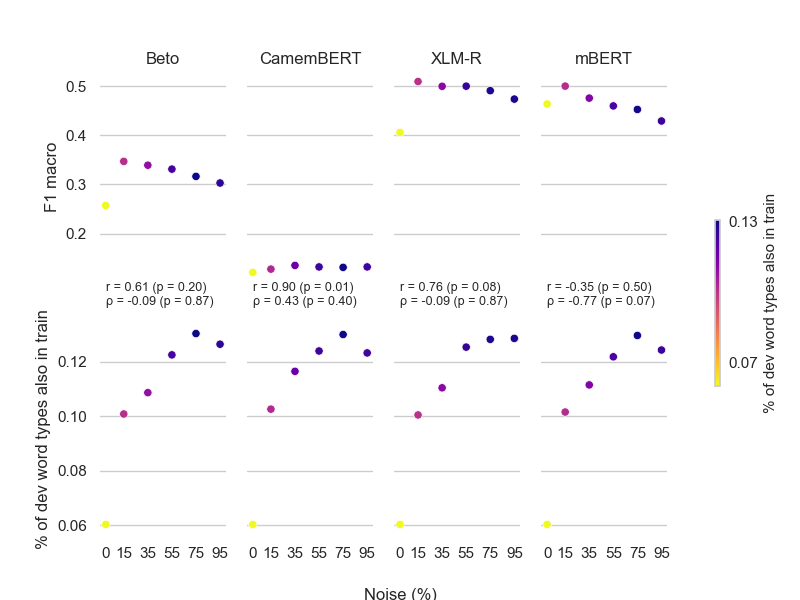 Beto CamemBERT XLM-R mBERT
0.5
0.4
0.3
0.2
F1 macro
r = 0.61 (p = 0.20) r = 0.90 (p = 0.01) r = 0.76 (p = 0.08) r = -0.35 (p = 0.50)
ρ = -0.09 (p = 0.87) ρ = 0.43 (p = 0.40) ρ = -0.09 (p = 0.87) ρ = -0.77 (p = 0.07)
0.12
0.10
0.08
0.06
% of dev word types also in train
0 15 35 55 75 95 0 15 35 55 75 95 0 15 35 55 75 95 0 15 35 55 75 95
Noise (%)
0.13
0.07
% of dev word types also in train